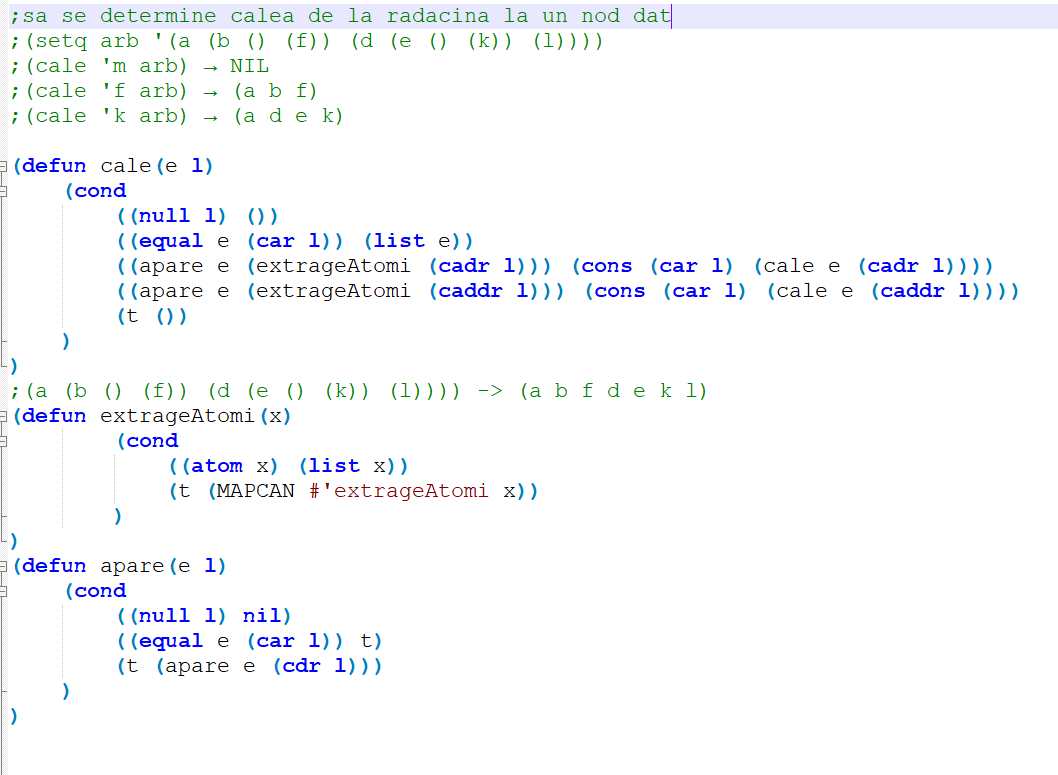 ;sa se determine calea de la radacina la un nod dat
;(setq arb '(a (b () (f)) (d (e () (k)) (l))))
;(cale 'm arb) → NIL
;(cale 'f arb) → (a b f)
;(cale 'k arb) → (a d e k)
(defun cale(e l)
(cond
((null l) ())
((equal e (car l)) (list e))
((apare e (extrageAtomi (cadr l))) (cons (car l) (cale e (cadr l))))
((apare e (extrageAtomi (caddr l))) (cons (car l) (cale e (caddr l))))
(t ())
)
)
;(a (b () (f)) (d (e () (k)) (l)))) -> (a b f d e k l)
(defun extrageAtomi(x)
(cond
((atom x) (list x))
(t (MAPCAN #'extrageAtomi x))
)
)
(defun apare(e l)
(cond
((null l) nil)
((equal e (car l)) t)
(t (apare e (cdr l)))
)
)